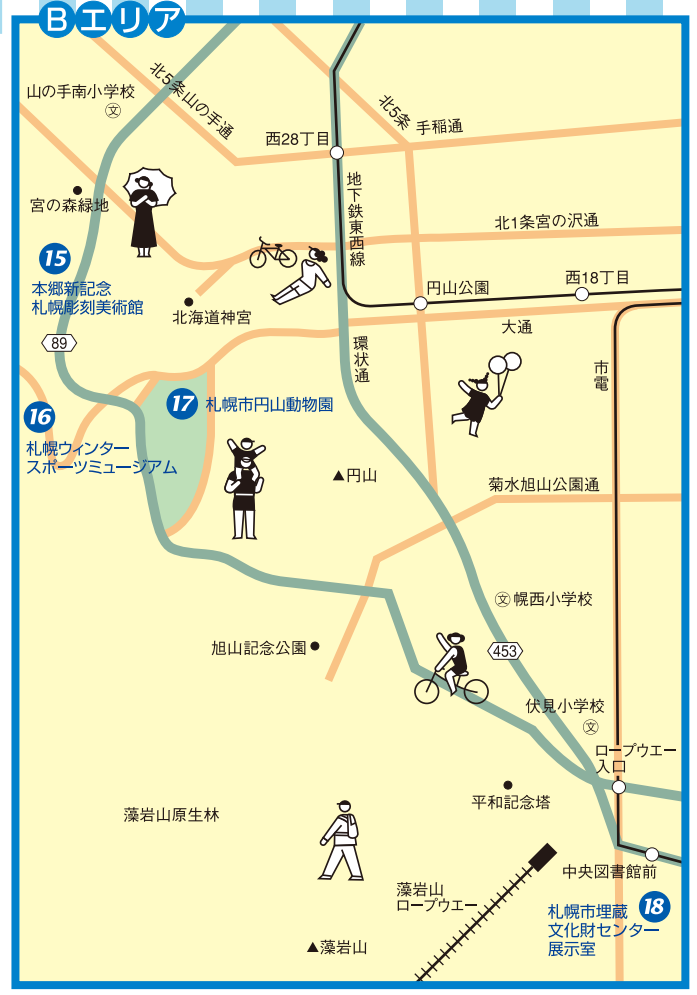 Bエリア
山の手南小学校
文
北5条山の手通
北5条
手稲通
西28丁目
地下鉄東西線
宮の森緑地
北1条宮の沢通
15
本郷新記念
札幌彫刻美術館
北海道神宮
円山公園
西18丁目
大通
89
環状通
市電
16
札幌ウィンター
スポーツミュージアム
17
札幌市円山動物園
▲円山
菊水旭山公園通
文幌西小学校
旭山記念公園
453
伏見小学校
文
ロープウエー
入口
平和記念塔
藻岩山原生林
中央図書館前
藻岩山
ロープウエー
18
札幌市埋蔵
文化財センター
展示室
▲藻岩山